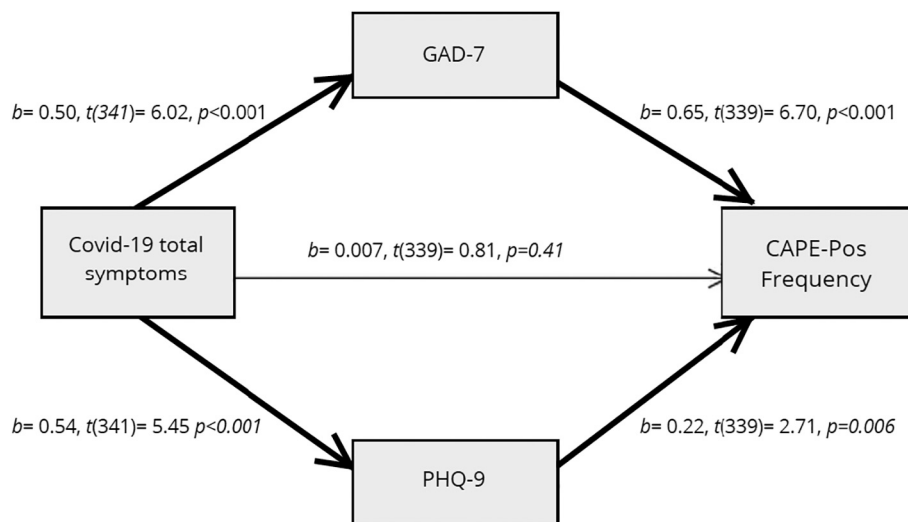 GAD-7
b= 0.50, t(341)= 6.02, p<0.001
b= 0.65, t(339)= 6.70, p<0.001
Covid-19 total
symptoms
b= 0.007, t(339)= 0.81, p=0.41
CAPE-Pos
Frequency
b= 0.54, t(341)= 5.45 p<0.001
b= 0.22, t(339)= 2.71, p=0.006
PHQ-9